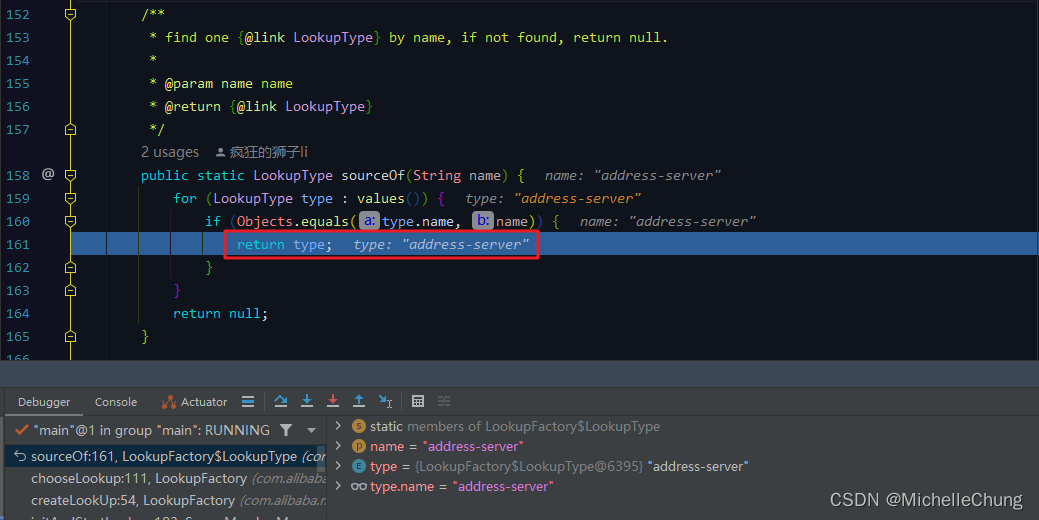 152 /**
153 * find one {@link LookupType} by name, if not found, return null.
154 *
155 * @param name name
156 * @return {@link LookupType}
157 */
2 usages 疯狂的狮子li
158 @ public static LookupType sourceOf(String name) { name: "address-server"
159 for (LookupType type : values()) { type: "address-server"
160 if (Objects.equals( a: type.name, b: name)) { name: "address-server"
161 return type; type: "address-server"
162 }
163 }
164 return null;
165 }
166
Debugger Console Actuator
"main"@1 in group "main": RUNNING
sourceOf:161, LookupFactory$LookupType (co
chooseLookup:111, LookupFactory (com.alibaba
createLookUp:54, LookupFactory (com.alibaba.n
static members of LookupFactory$LookupType
name = "address-server"
type = {LookupFactory$LookupType@6395} "address-server"
type.name = "address-server"
CSDN @MichelleChung